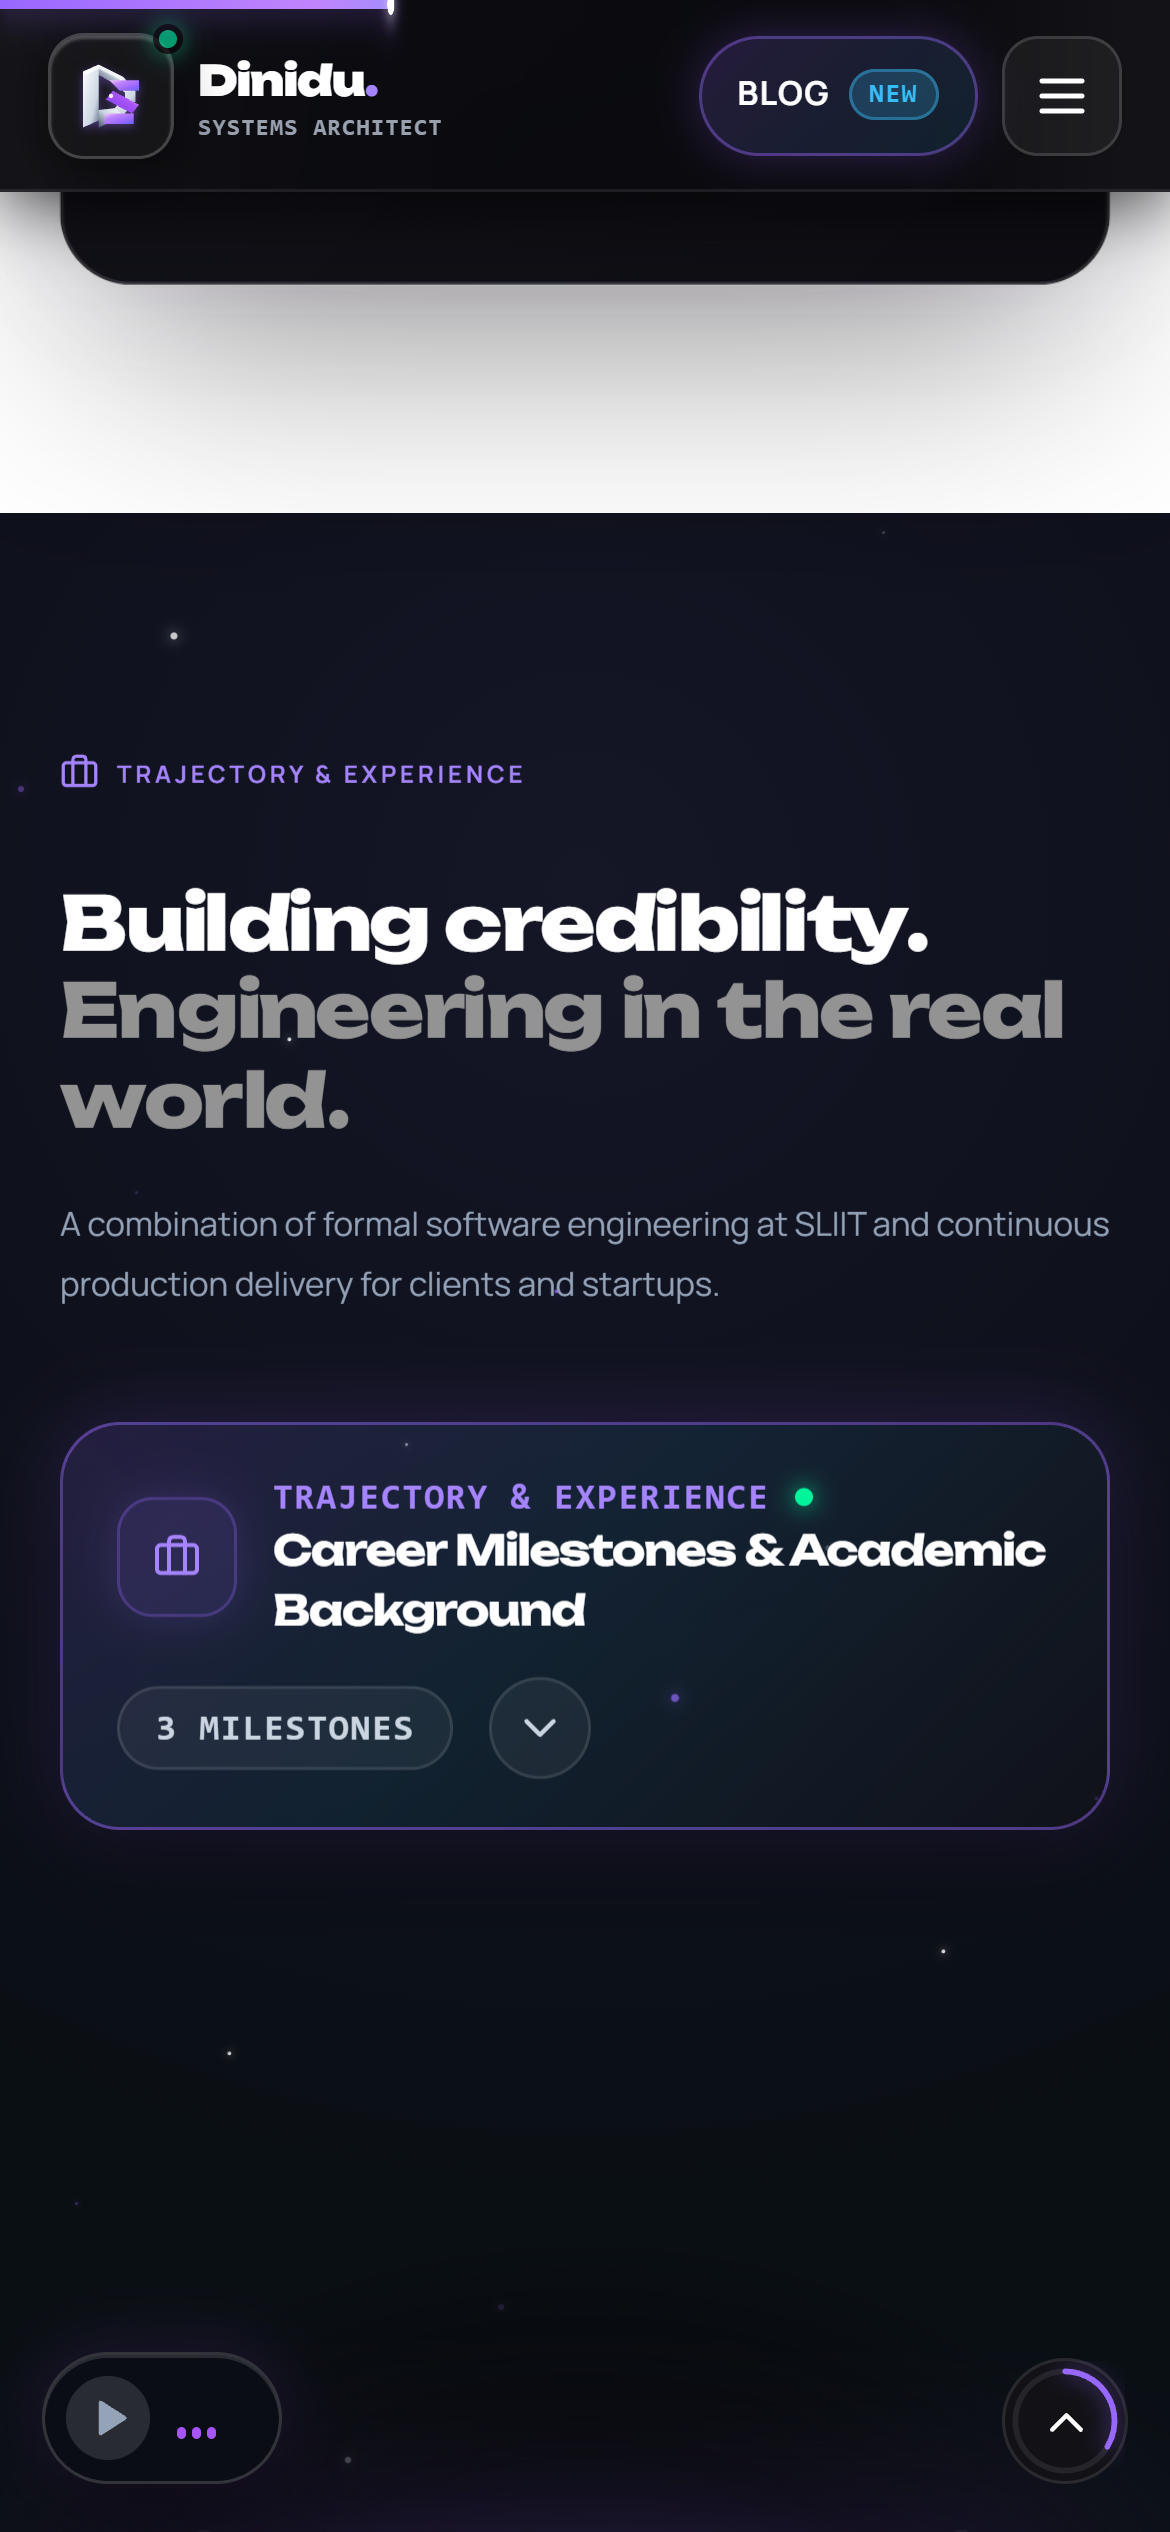 Dinidu.
SYSTEMS ARCHITECT
BLOG NEW
TRAJECTORY & EXPERIENCE
Building credibility.
Engineering in the real
world.
A combination of formal software engineering at SLIIT and continuous
production delivery for clients and startups.
TRAJECTORY & EXPERIENCE
Career Milestones & Academic
Background
3 MILESTONES